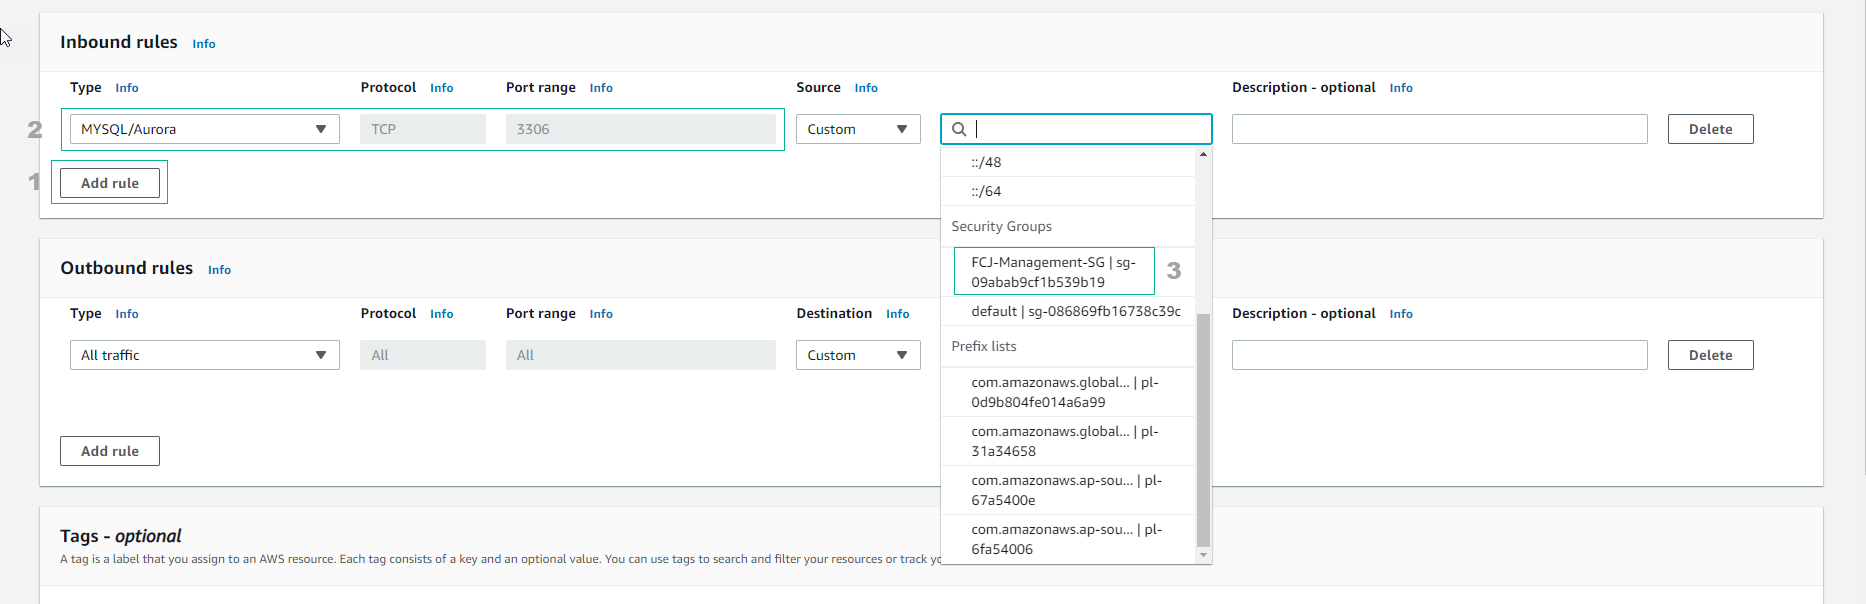 Inbound rules Info
Type Info Protocol Info Port range Info Source Info Description - optional Info
2 MYSQL/Aurora TCP 3306 Custom Delete
::/48
1 Add rule
::/64
Security Groups
FCJ-Management-SG | sg-
09abab9cf1b539b19
3
default | sg-086869fb16738c39c
Prefix lists
com.amazonaws.global... | pl-
0d9b804fe014a6a99
com.amazonaws.global... | pl-
31a34658
com.amazonaws.ap-sou... | pl-
67a5400e
com.amazonaws.ap-sou... | pl-
6fa54006
Outbound rules Info
Type Info Protocol Info Port range Info Destination Info Description - optional Info
All traffic All All Custom Delete
Add rule
Tags - optional
A tag is a label that you assign to an AWS resource. Each tag consists of a key and an optional value. You can use tags to search and filter your resources or track